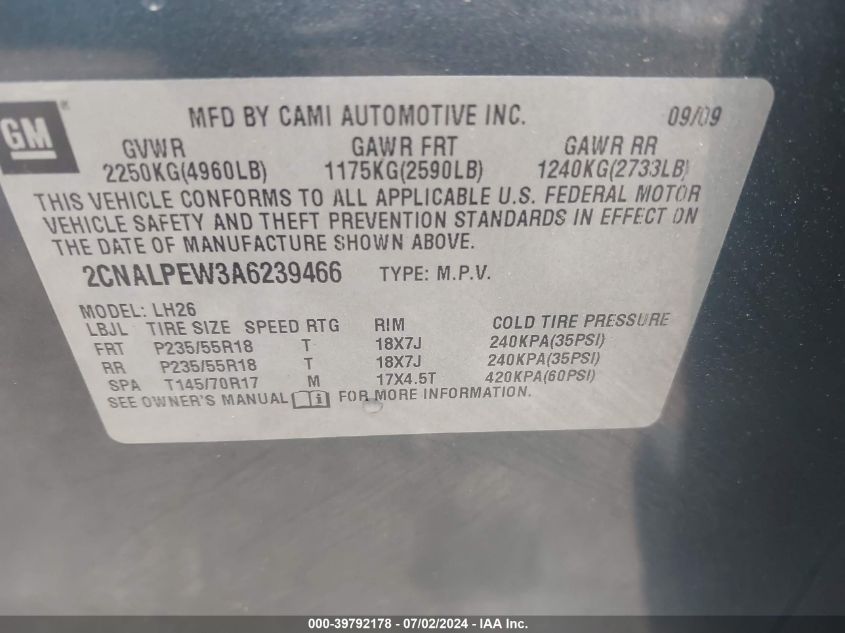 GM®
MFD BY CAMI AUTOMOTIVE INC. 09/09
GVWR GAWR FRT GAWR RR
2250KG(4960LB) 1175KG(2590LB) 1240KG(2733LB)
THIS VEHICLE CONFORMS TO ALL APPLICABLE U.S. FEDERAL MOTOR
VEHICLE SAFETY AND THEFT PREVENTION STANDARDS IN EFFECT ON
THE DATE OF MANUFACTURE SHOWN ABOVE.
2CNALPEW3A6239466 TYPE: M.P.V.
MODEL: LH26
LBJL TIRE SIZE SPEED RTG RIM COLD TIRE PRESSURE
FRT P235/55R18 T 18X7J 240KPA(35PSI)
RR P235/55R18 T 18X7J 240KPA(35PSI)
SPA T145/70R17 M 17X4.5T 420KPA(60PSI)
SEE OWNER'S MANUAL i FOR MORE INFORMATION.
000-39792178 - 07/02/2024 - IAA Inc.